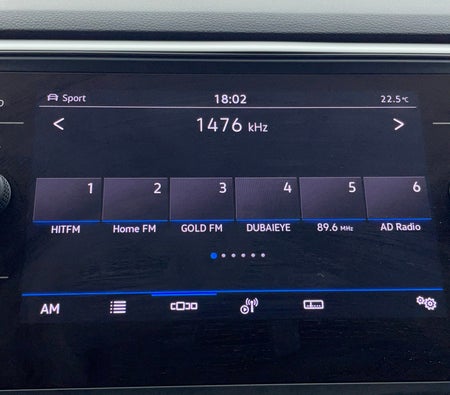 Sport 18:02 22.5°C
< 1476 kHz >
1 2 3 4 5 6
HITFM Home FM GOLD FM DUBAIEYE 89.6 MHz AD Radio
AM